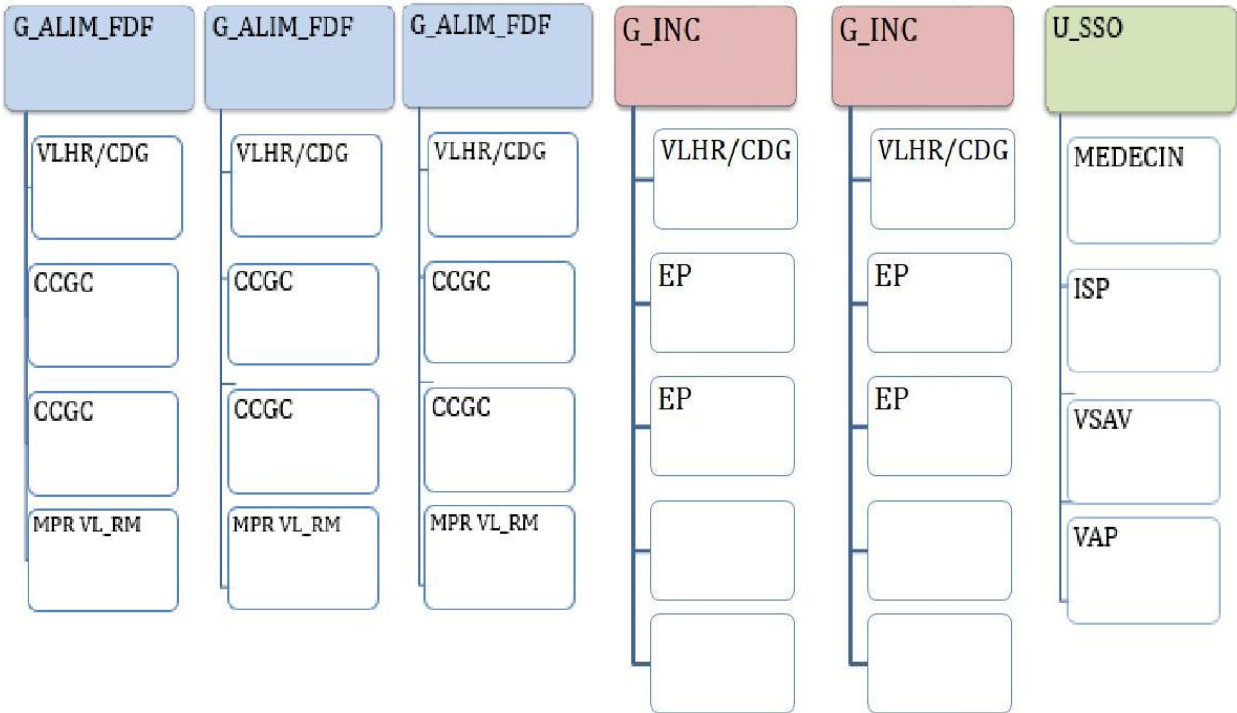 G_ALIM_FDF
VLHR/CDG
CCGC
CCGC
MPR VL_RM
G_ALIM_FDF
VLHR/CDG
CCGC
CCGC
MPR VL_RM
G_ALIM_FDF
VLHR/CDG
CCGC
CCGC
MPR VL_RM
G_INC
VLHR/CDG
EP
EP
G_INC
VLHR/CDG
EP
EP
U_SSO
MEDECIN
ISP
VSAV
VAP